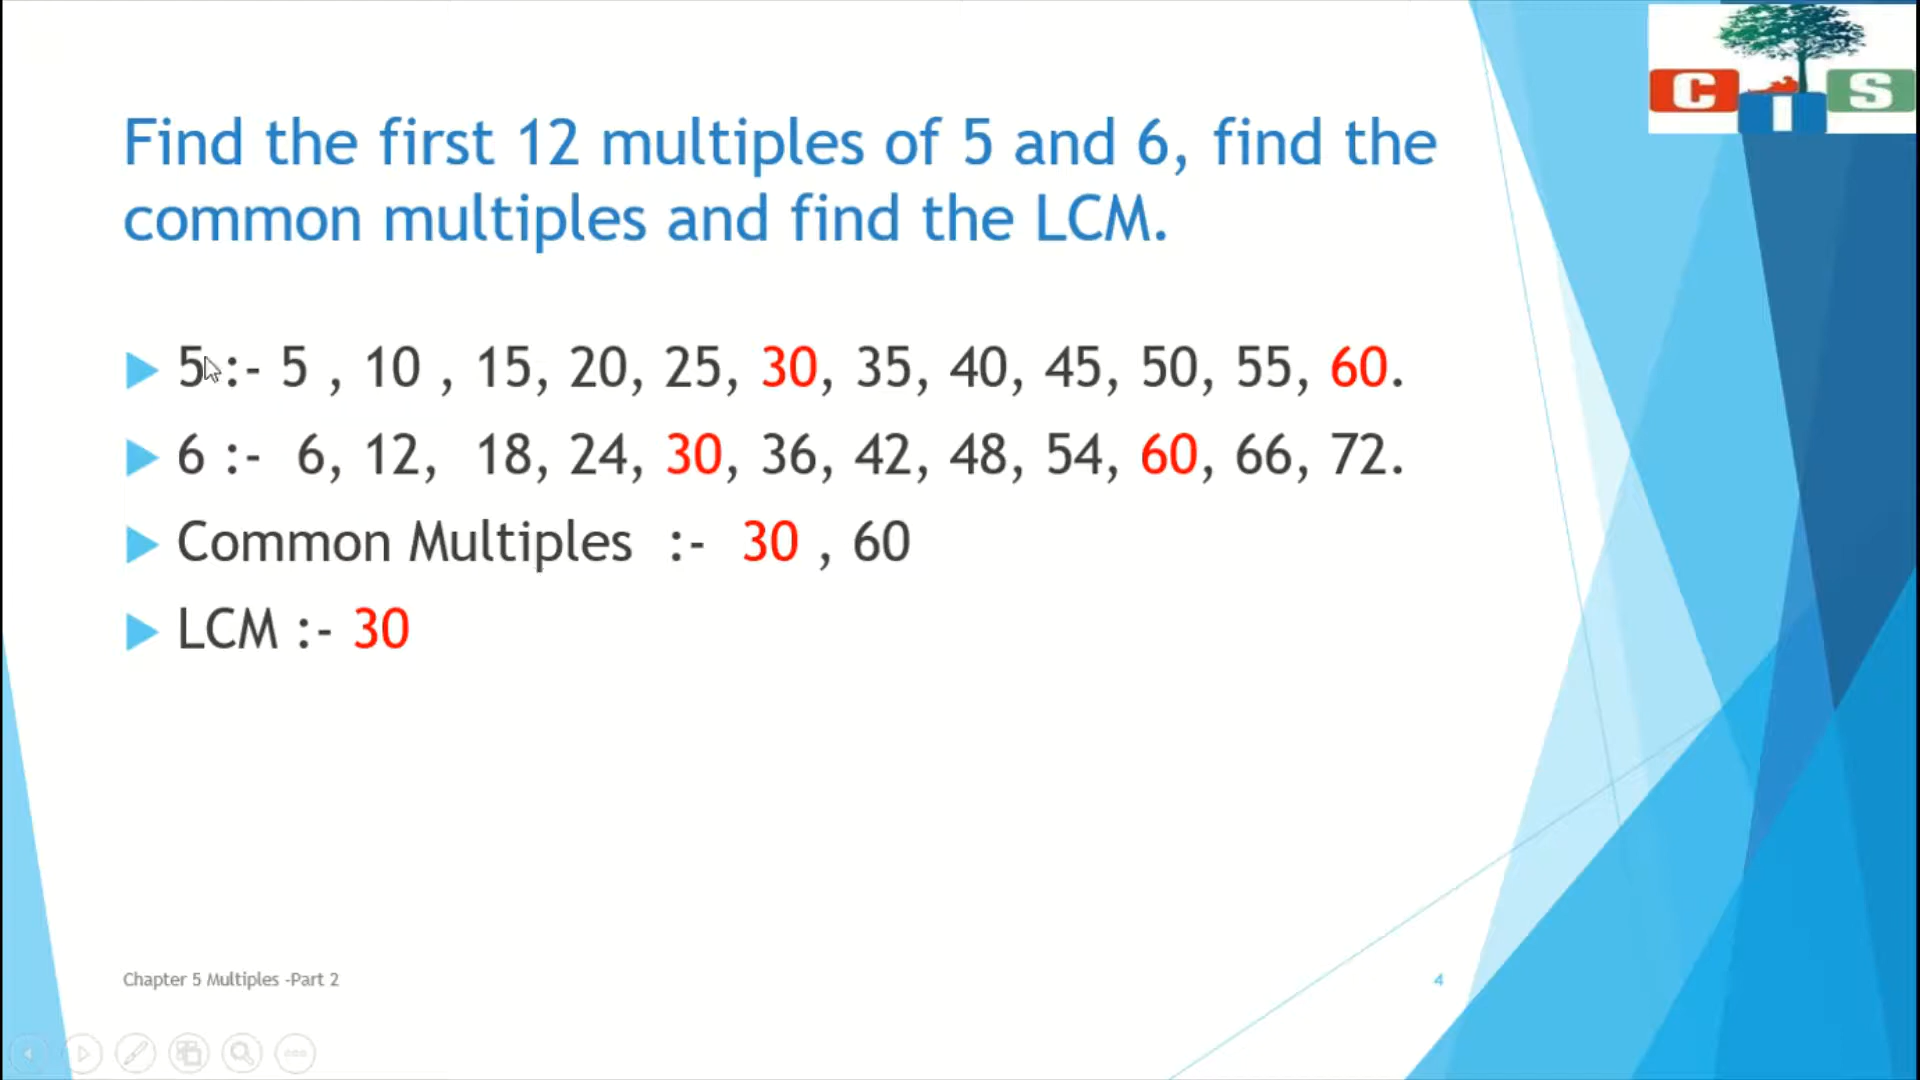 C I S
Find the first 12 multiples of 5 and 6, find the
common multiples and find the LCM.
5 :- 5 , 10 , 15, 20, 25, 30, 35, 40, 45, 50, 55, 60.
6 :- 6, 12, 18, 24, 30, 36, 42, 48, 54, 60, 66, 72.
Common Multiples :- 30 , 60
LCM :- 30
Chapter 5 Multiples -Part 2
4